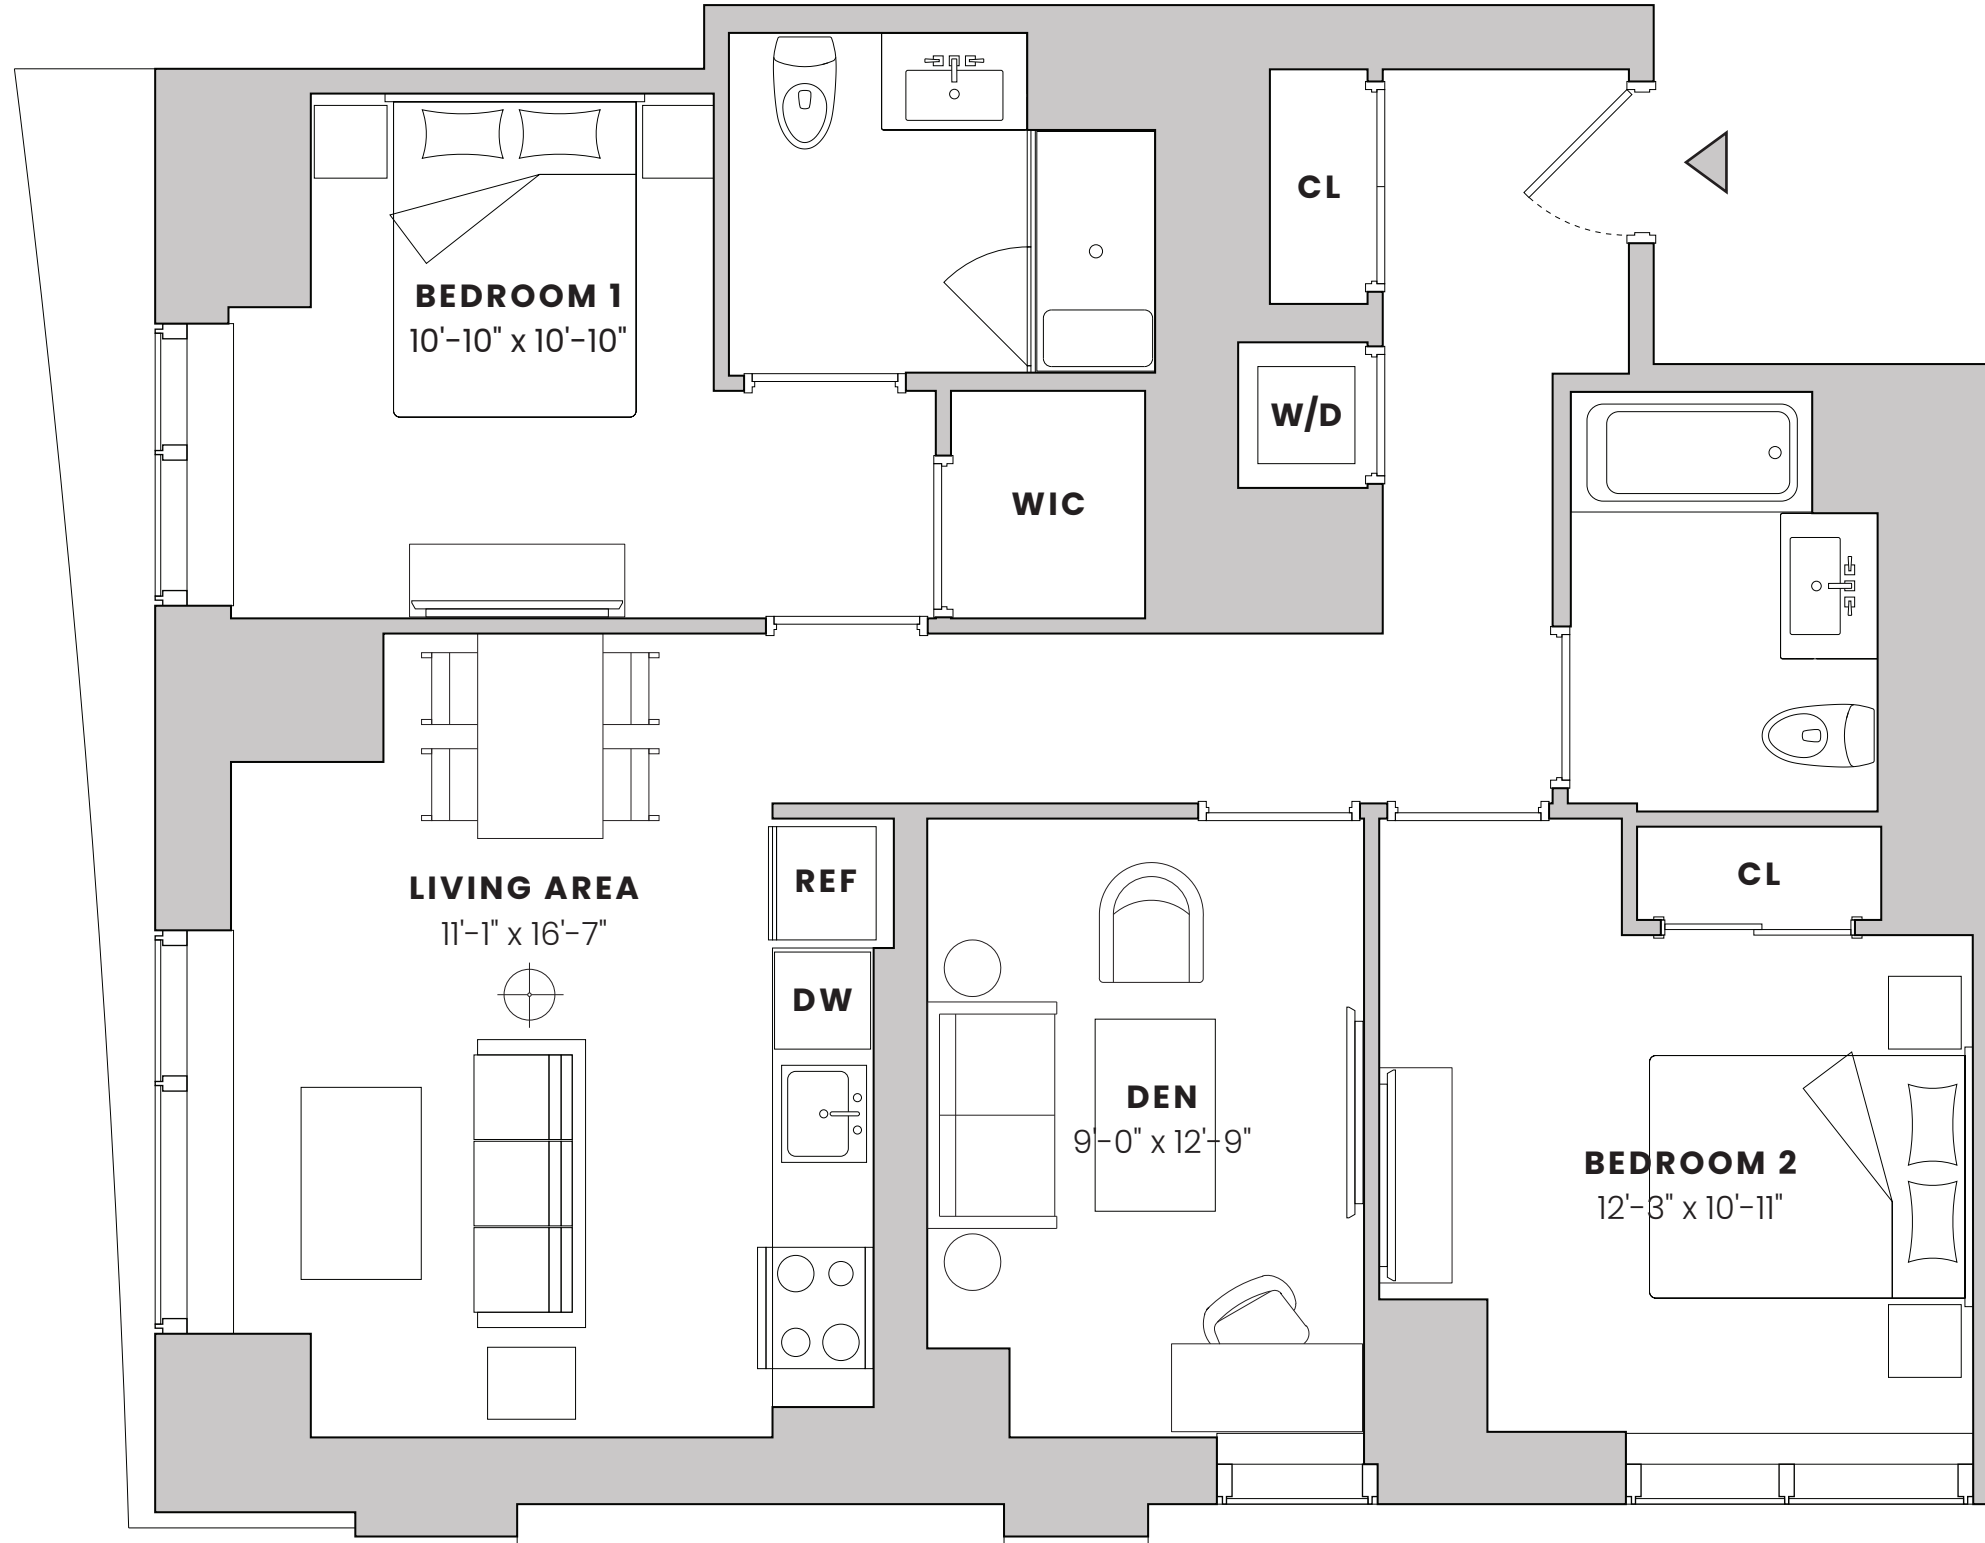 CL
BEDROOM 1
10'-10" x 10'-10"
W/D
WIC
REF
LIVING AREA
11'-1" x 16'-7"
CL
DW
DEN
9'-0" x 12'-9"
BEDROOM 2
12'-3" x 10'-11"